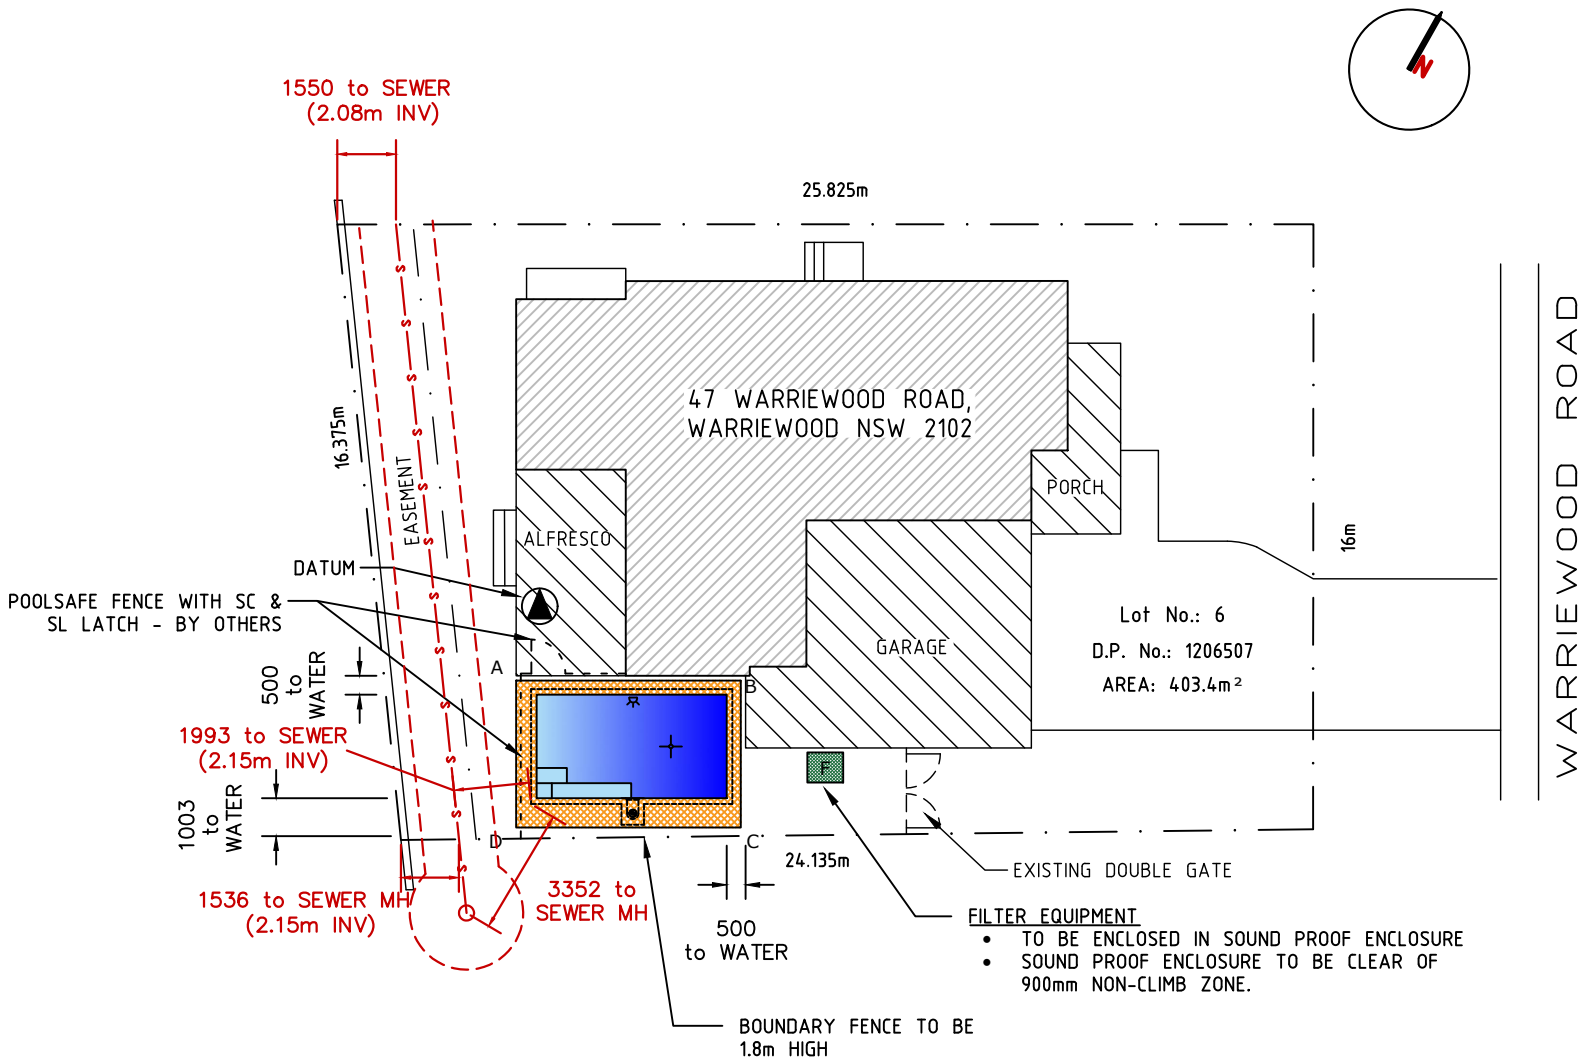 N
1550 to SEWER
(2.08m INV)
25.825m
16.375m
EASEMENT
47 WARRIEWOOD ROAD,
WARRIEWOOD NSW 2102
PORCH
ALFRESCO
DATUM
POOLSAFE FENCE WITH SC &
SL LATCH - BY OTHERS
GARAGE
Lot No.: 6
D.P. No.: 1206507
AREA: 403.4m²
16m
WARRIEWOOD ROAD
A
B
500
to
WATER
1993 to SEWER
(2.15m INV)
1003
to
WATER
F
D
C
24.135m
1536 to SEWER MH
(2.15m INV)
3352 to
SEWER MH
500
to WATER
EXISTING DOUBLE GATE
FILTER EQUIPMENT
• TO BE ENCLOSED IN SOUND PROOF ENCLOSURE
• SOUND PROOF ENCLOSURE TO BE CLEAR OF
900mm NON-CLIMB ZONE.
BOUNDARY FENCE TO BE
1.8m HIGH
S
S
S
S
S
S
S
S
S
S